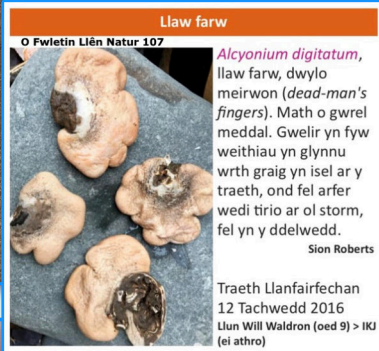 Llaw farw
O Fwletin Llên Natur 107
Alcyonium digitatum,
llaw farw, dwylo
meirwon (dead-man's
fingers). Math o gwrel
meddal. Gwelir yn fyw
weithiau yn glynnu
wrth graig yn isel ar y
traeth, ond fel arfer
wedi tirio ar ol storm,
fel yn y ddelwedd.
Sion Roberts
Traeth Llanfairfechan
12 Tachwedd 2016
Llun Will Waldron (oed 9) > IKJ
(ei athro)